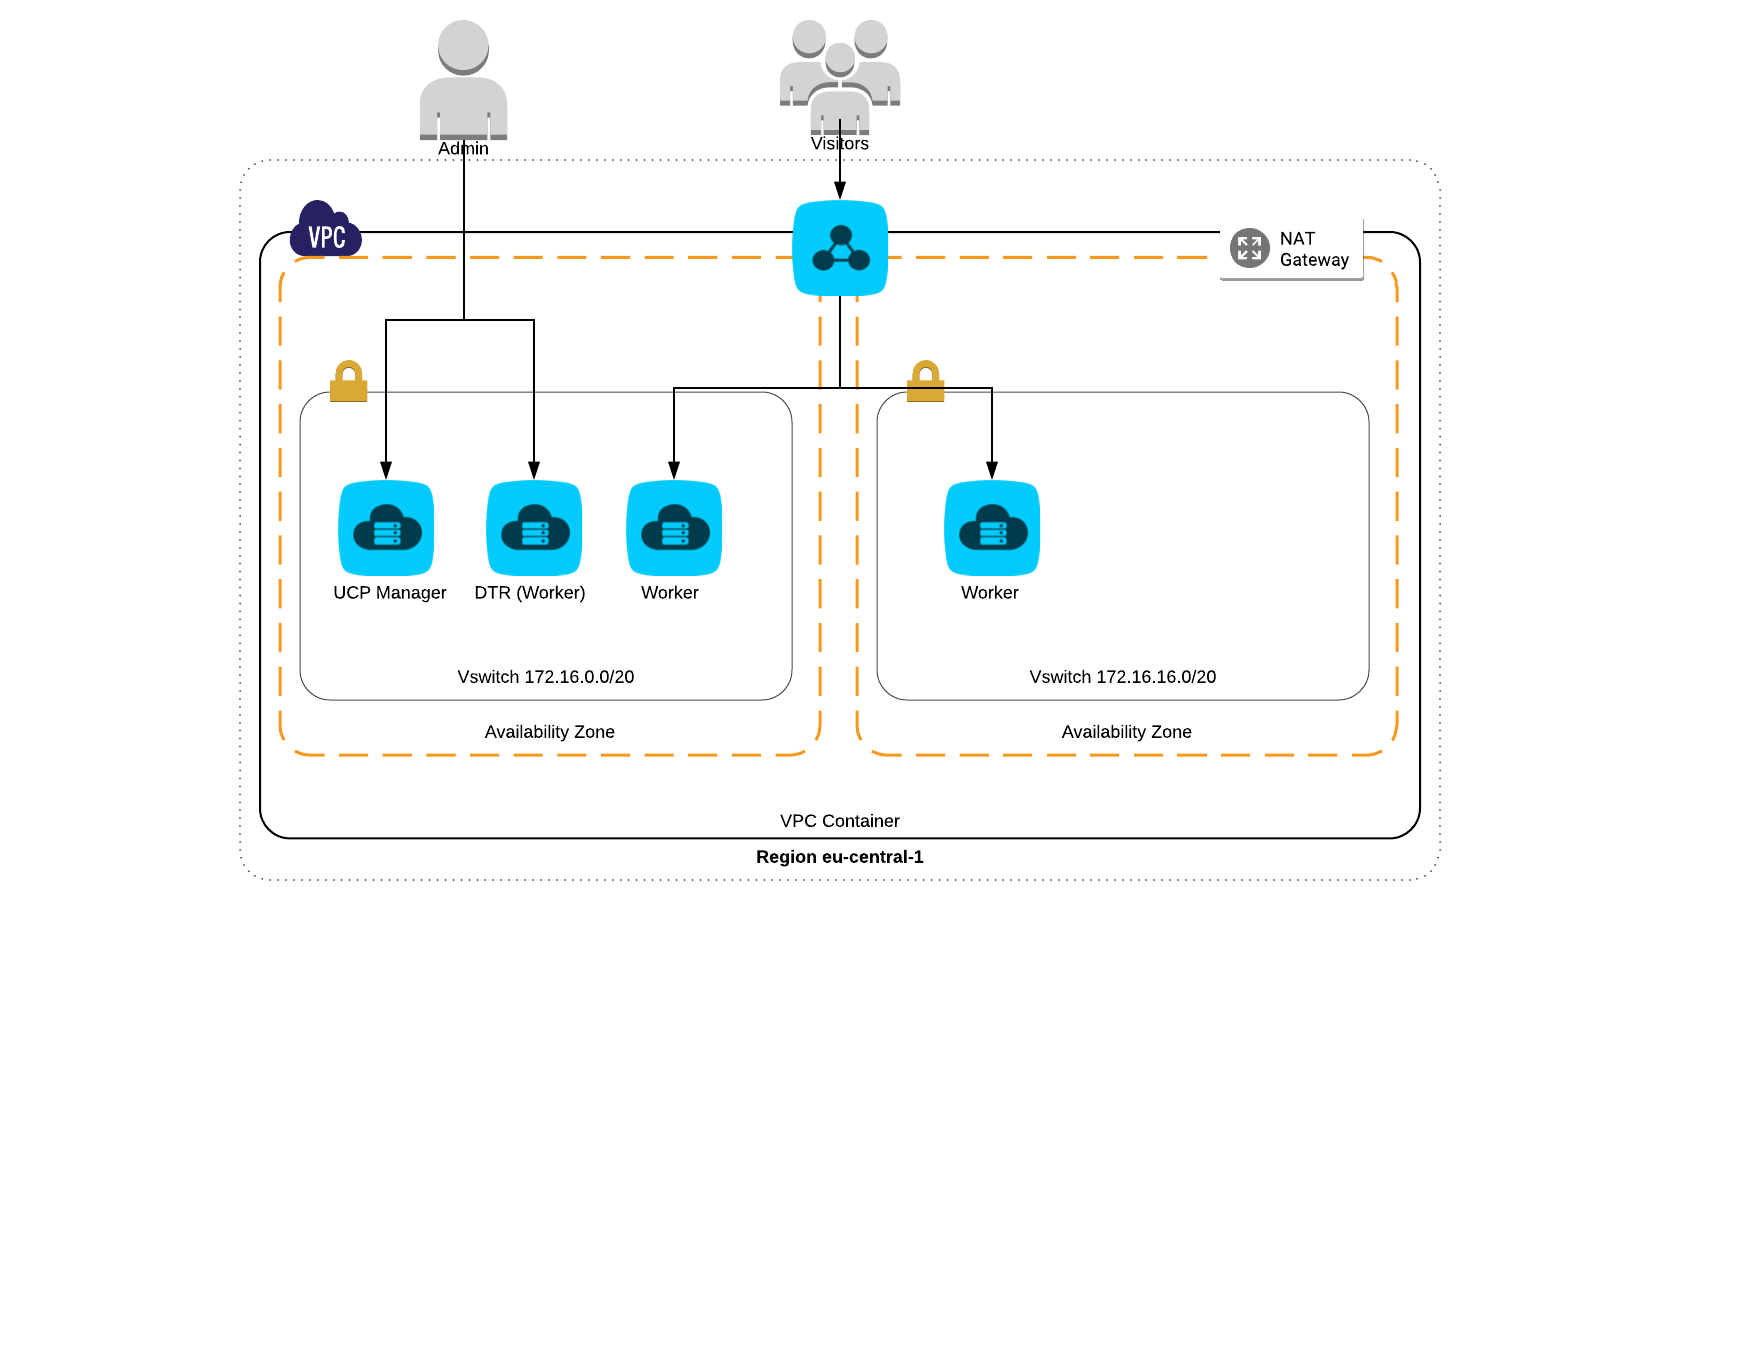 Admin
Visitors
VPC
NAT
Gateway
UCP Manager
DTR (Worker)
Worker
Worker
Vswitch 172.16.0.0/20
Vswitch 172.16.16.0/20
Availability Zone
Availability Zone
VPC Container
Region eu-central-1